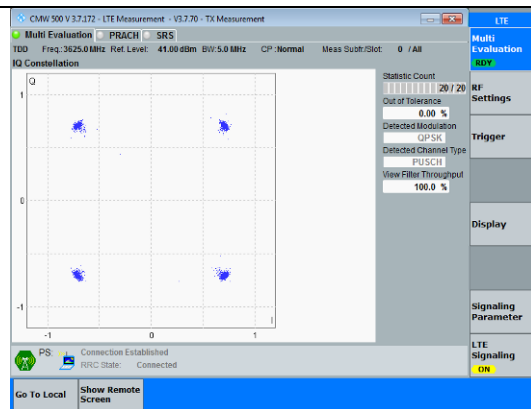 CMW 500 V 3.7.172 - LTE Measurement - V3.7.70 - TX Measurement
LTE
Multi Evaluation PRACH SRS
Multi Evaluation
RDY
TDD Freq.:3625.0 MHz Ref. Level: 41.00 dBm BW:5.0 MHz CP :Normal Meas Subfr/Slot: 0 / All
IQ Constellation
Q
1
0
-1
-1 0 1
I
Statistic Count
20 / 20
Out of Tolerance
0.00 %
Detected Modulation
QPSK
Detected Channel Type
PUSCH
View Filter Throughput
100.0 %
RF Settings
Trigger
Display
Signaling Parameter
LTE Signaling
ON
PS: Connection Established
RRC State: Connected
Go To Local
Show Remote Screen